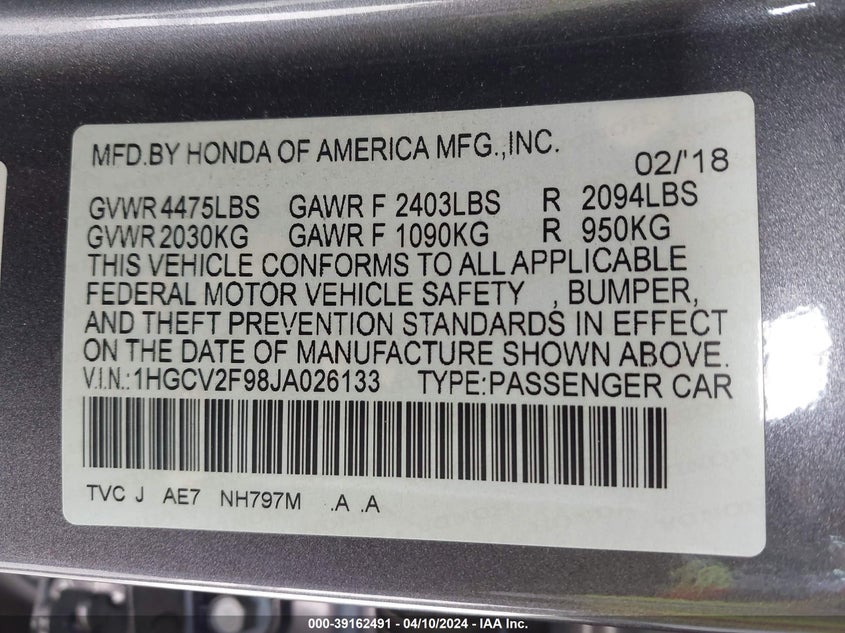 MFD.BY HONDA OF AMERICA MFG.,INC. 02/'18
GVWR 4475LBS GAWR F 2403LBS R 2094LBS
GVWR 2030KG GAWR F 1090KG R 950KG
THIS VEHICLE CONFORMS TO ALL APPLICABLE
FEDERAL MOTOR VEHICLE SAFETY , BUMPER,
AND THEFT PREVENTION STANDARDS IN EFFECT
ON THE DATE OF MANUFACTURE SHOWN ABOVE.
V.I.N.:1HGCV2F98JA026133 TYPE:PASSENGER CAR
TVC J AE7 NH797M .A .A
000-39162491 - 04/10/2024 - IAA Inc.